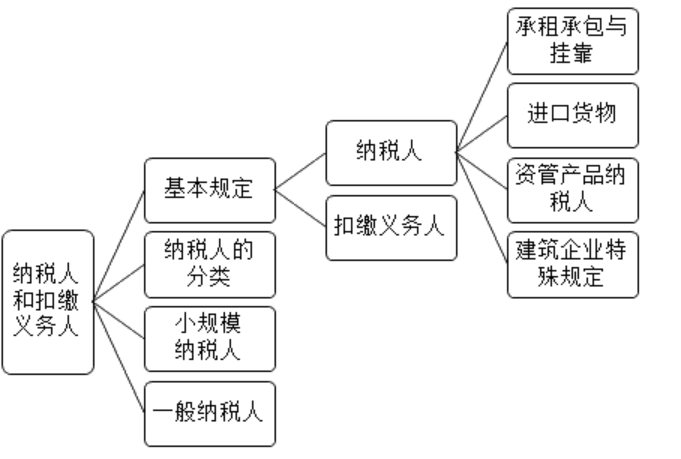 纳税人
和扣缴
义务人
基本规定
纳税人的
分类
小规模
纳税人
一般纳税人
纳税人
扣缴义务人
承租承包与
挂靠
进口货物
资管产品纳
税人
建筑企业特
殊规定